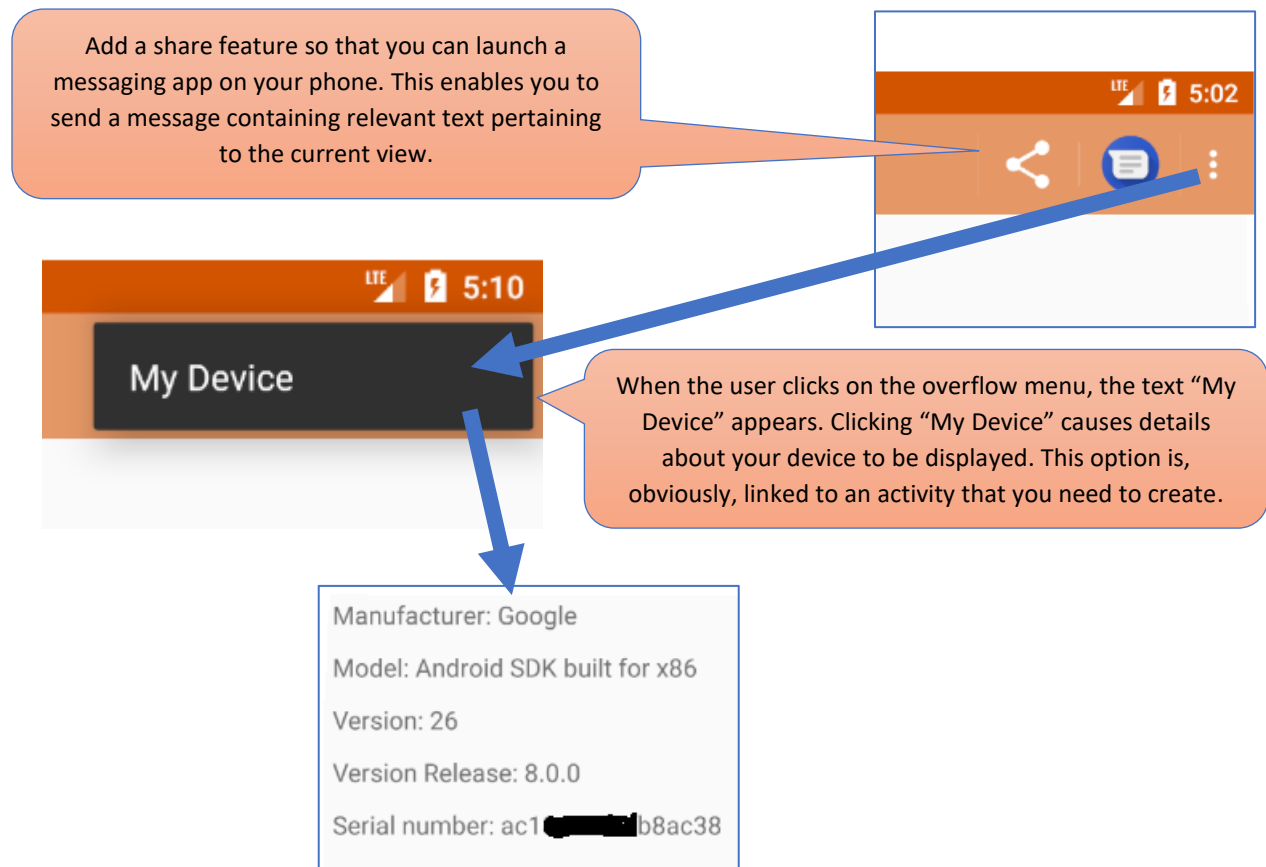 Add a share feature so that you can launch a
messaging app on your phone. This enables you to
send a message containing relevant text pertaining
to the current view.
LTE 5:02
LTE 5:10
My Device
When the user clicks on the overflow menu, the text “My
Device” appears. Clicking “My Device” causes details
about your device to be displayed. This option is,
obviously, linked to an activity that you need to create.
Manufacturer: Google
Model: Android SDK built for x86
Version: 26
Version Release: 8.0.0
Serial number: ac1 b8ac38